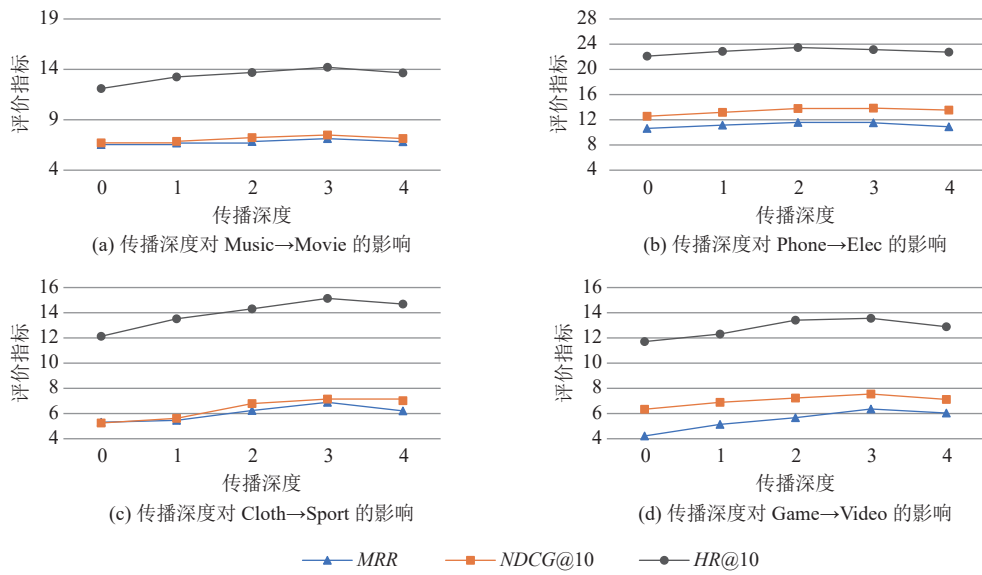 19
14
9
4
评价指标
0 1 2 3 4
传播深度
(a) 传播深度对 Music→Movie 的影响
28
24
20
16
12
8
4
评价指标
0 1 2 3 4
传播深度
(b) 传播深度对 Phone→Elec 的影响
16
14
12
10
8
6
4
评价指标
0 1 2 3 4
传播深度
(c) 传播深度对 Cloth→Sport 的影响
16
14
12
10
8
6
4
评价指标
0 1 2 3 4
传播深度
(d) 传播深度对 Game→Video 的影响
MRR NDCG@10 HR@10